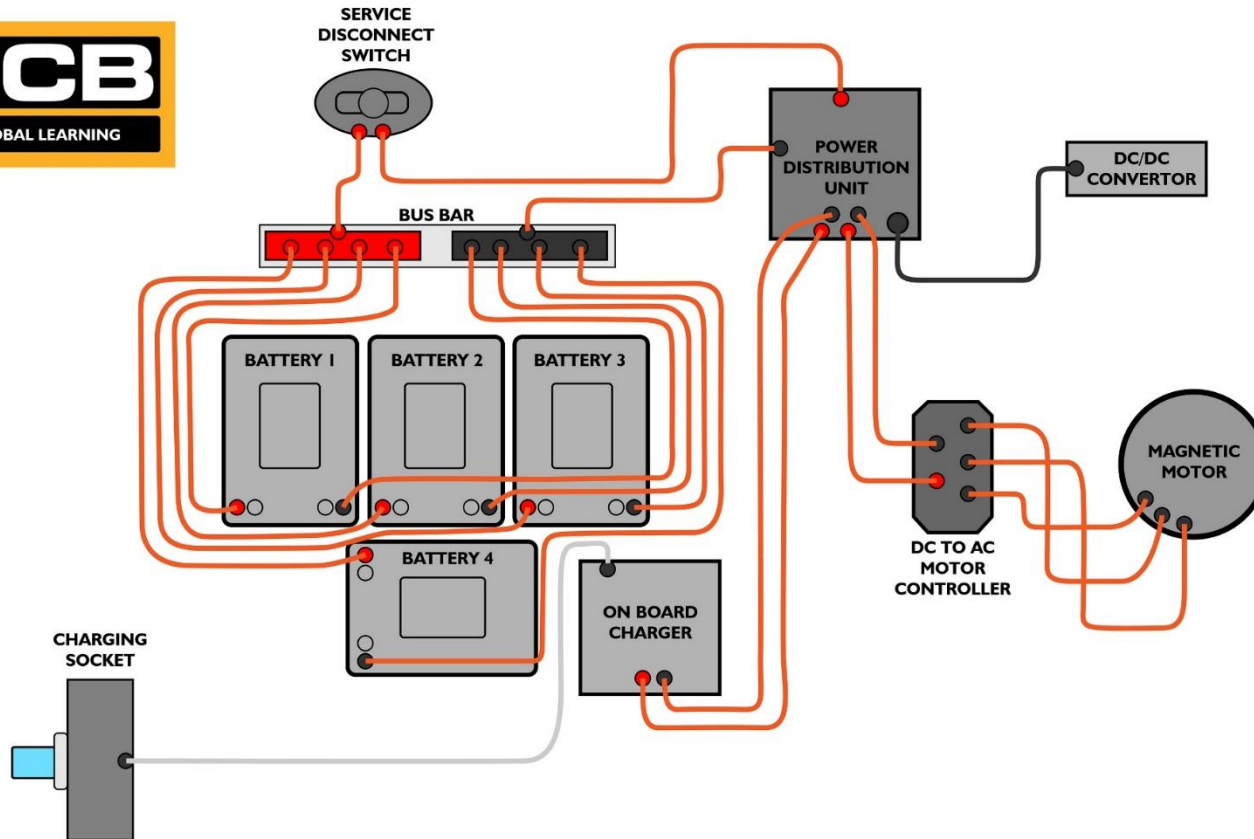 CB
OBAL LEARNING
SERVICE
DISCONNECT
SWITCH
POWER
DISTRIBUTION
UNIT
DC/DC
CONVERTOR
BUS BAR
BATTERY 1
BATTERY 2
BATTERY 3
BATTERY 4
DC TO AC
MOTOR
CONTROLLER
MAGNETIC
MOTOR
ON BOARD
CHARGER
CHARGING
SOCKET